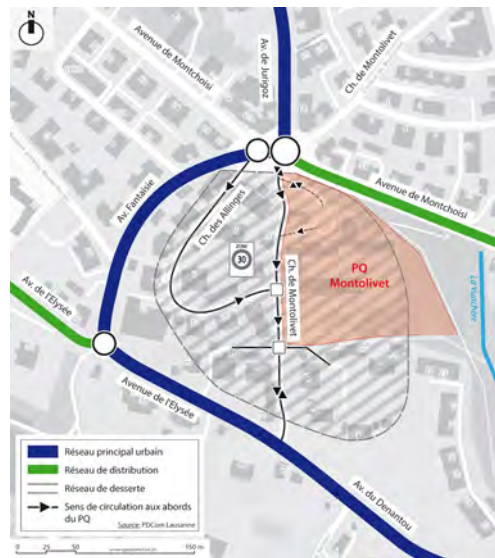 N
Avenue de Montchoisi
Av. de Jurigoz
Ch. de Montolivet
Av. Fantaisie
Ch. des Allinges
Avenue de Montchoisi
ZONE
30
Ch. de Montolivet
PQ
Montolivet
La Vuachère
Av. de l'Elysée
Avenue de l'Elysée
Av. du Denantou
Réseau principal urbain
Réseau de distribution
Réseau de desserte
Sens de circulation aux abords
du PQ
Source: PDCom Lausanne
0 25 50 150 m